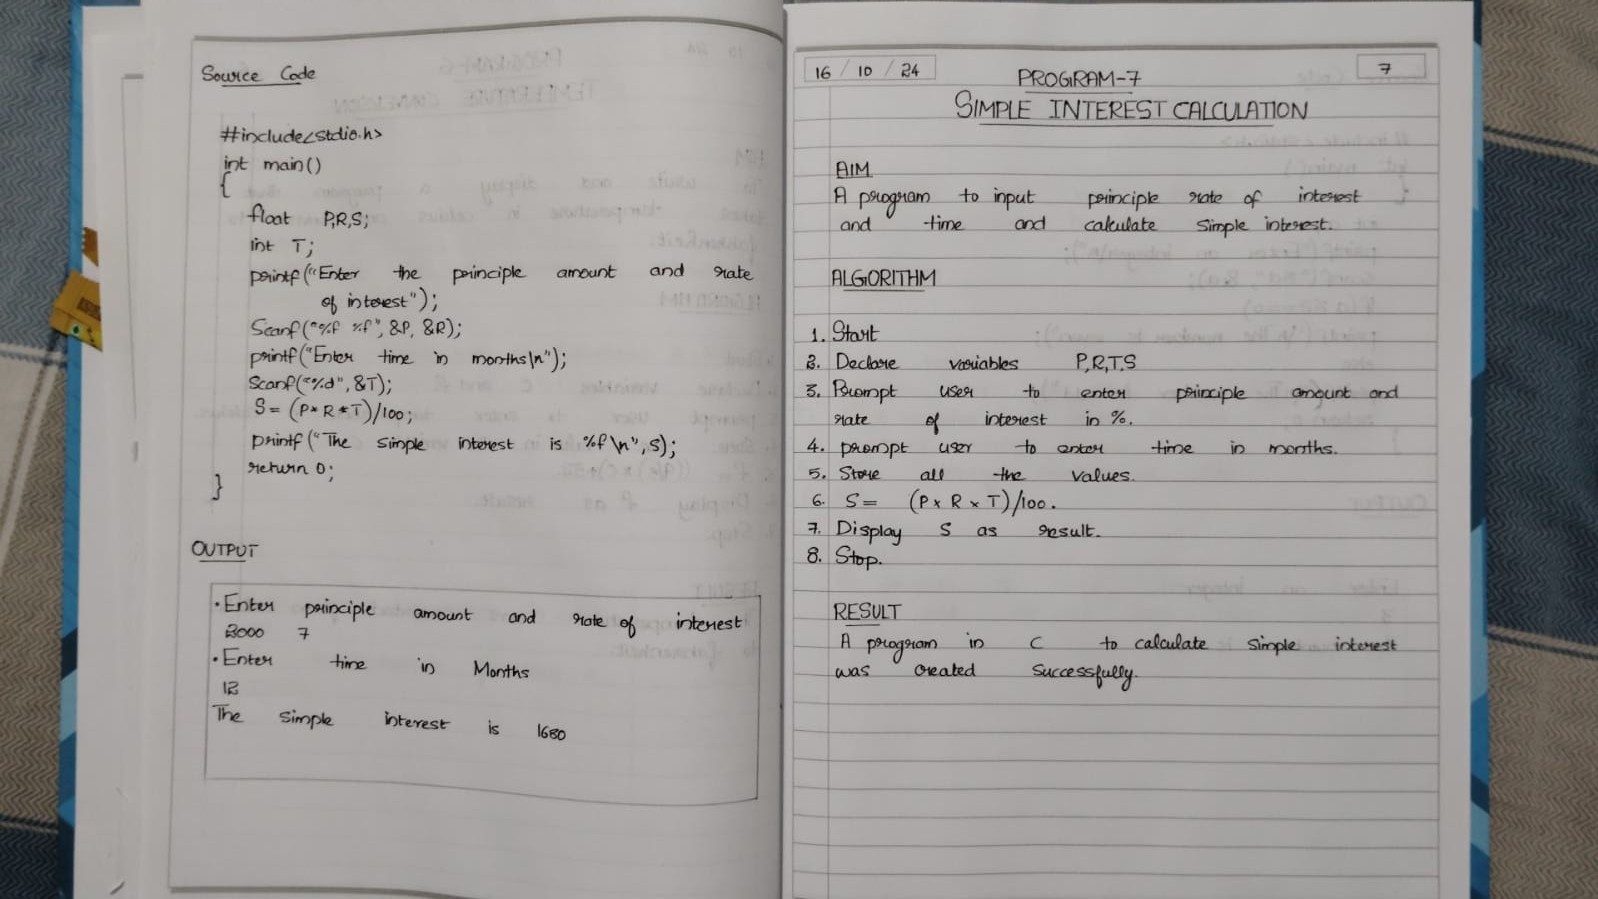 Source Code
#include<stdio.h>
int main()
{
float P,R,S;
int T;
printf("Enter the principle amount and rate
of interest");
Scanf("%f %f", &P, &R);
printf("Enter time in months\n");
Scanf("%d", &T);
S= (P* R*T)/100;
printf("The simple interest is %f \n", S);
return 0;
}
OUTPUT
• Enter principle amount and rate of interest
2000 7
• Enter time in Months
12
The simple interest is 1680
16 / 10 / 24
7
PROGRAM-7
SIMPLE INTEREST CALCULATION
AIM
A program to input principle rate of interest
and time and calculate Simple interest.
ALGORITHM
1. Start
2. Declare variables P,R,T,S
3. Prompt user to enter principle amount and
rate of interest in %.
4. prompt user to enter time in months.
5. Store all the values.
6. S= (P x R x T)/100.
7. Display S as result.
8. Stop.
RESULT
A program in C to calculate simple interest
was created Successfully.